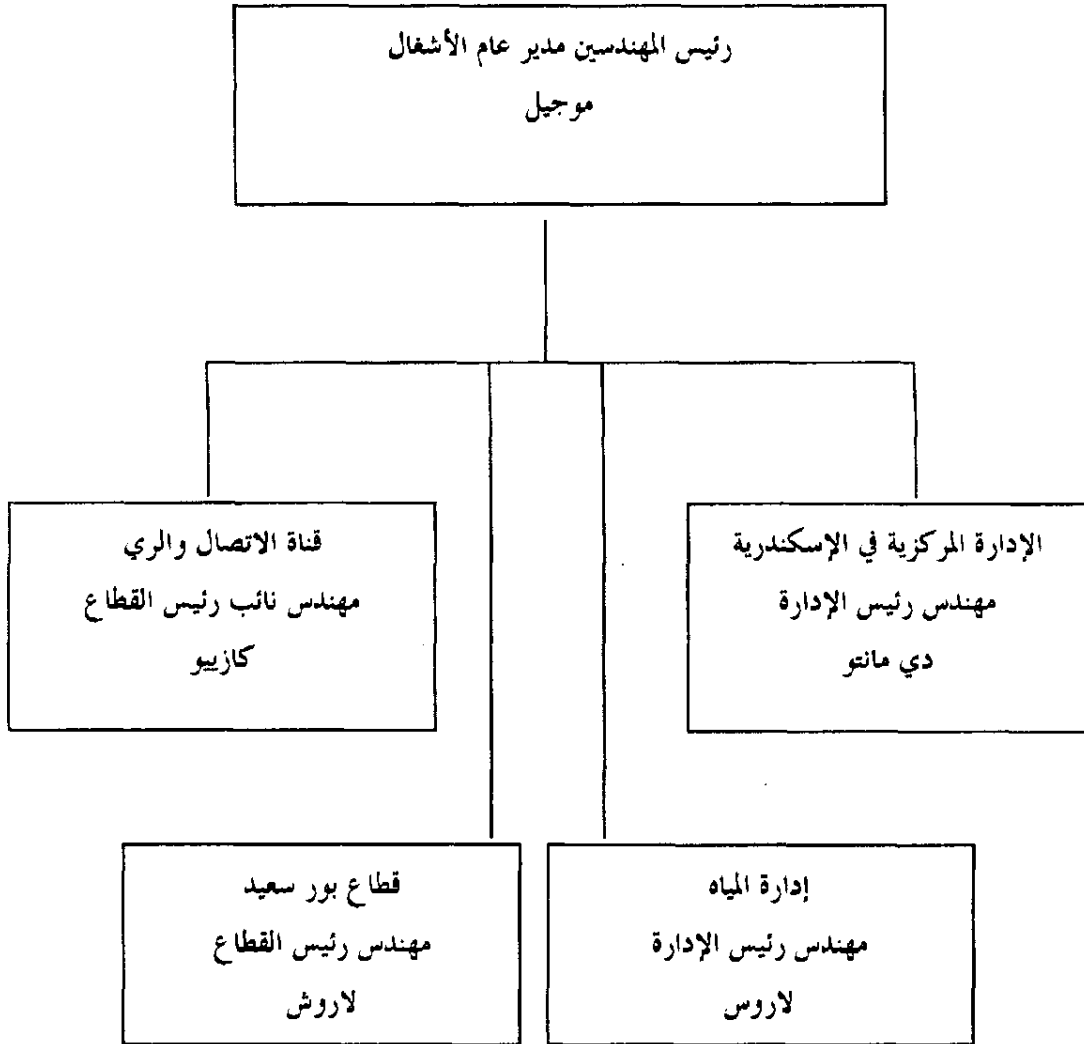 رئيس المهندسين مدير عام الأشغال
موجيل
الإدارة المركزية في الإسكندرية
مهندس رئيس الإدارة
دي مانتو
قناة الاتصال والري
مهندس نائب رئيس القطاع
كازييو
إدارة المياه
مهندس رئيس الإدارة
لاروس
قطاع بور سعيد
مهندس رئيس القطاع
لاروش